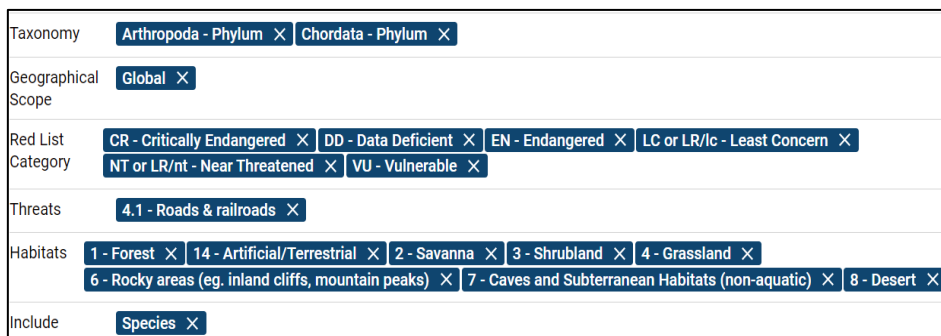 Taxonomy Arthropoda - Phylum X Chordata - Phylum X
Geographical Scope Global X
Red List Category CR - Critically Endangered X DD - Data Deficient X EN - Endangered X LC or LR/lc - Least Concern X
NT or LR/nt - Near Threatened X VU - Vulnerable X
Threats 4.1 - Roads & railroads X
Habitats 1 - Forest X 14 - Artificial/Terrestrial X 2 - Savanna X 3 - Shrubland X 4 - Grassland X
6 - Rocky areas (eg. inland cliffs, mountain peaks) X 7 - Caves and Subterranean Habitats (non-aquatic) X 8 - Desert X
Include Species X